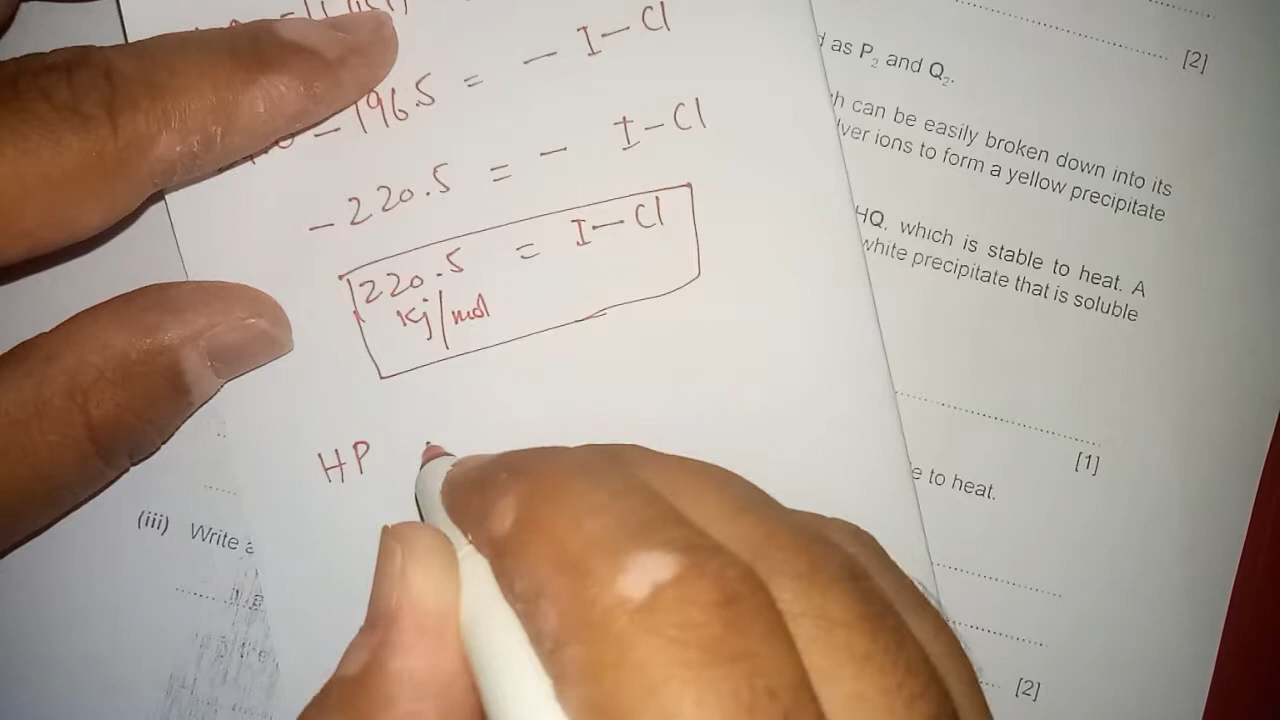 - 196.5 = - I-Cl
-220.5 = - I-Cl
220.5 = I-Cl
Kj/mol
HP
(iii) Write a
[2]
as P₂ and Q₂.
can be easily broken down into its
ions to form a yellow precipitate
HQ, which is stable to heat. A
white precipitate that is soluble
[1]
to heat.
[2]